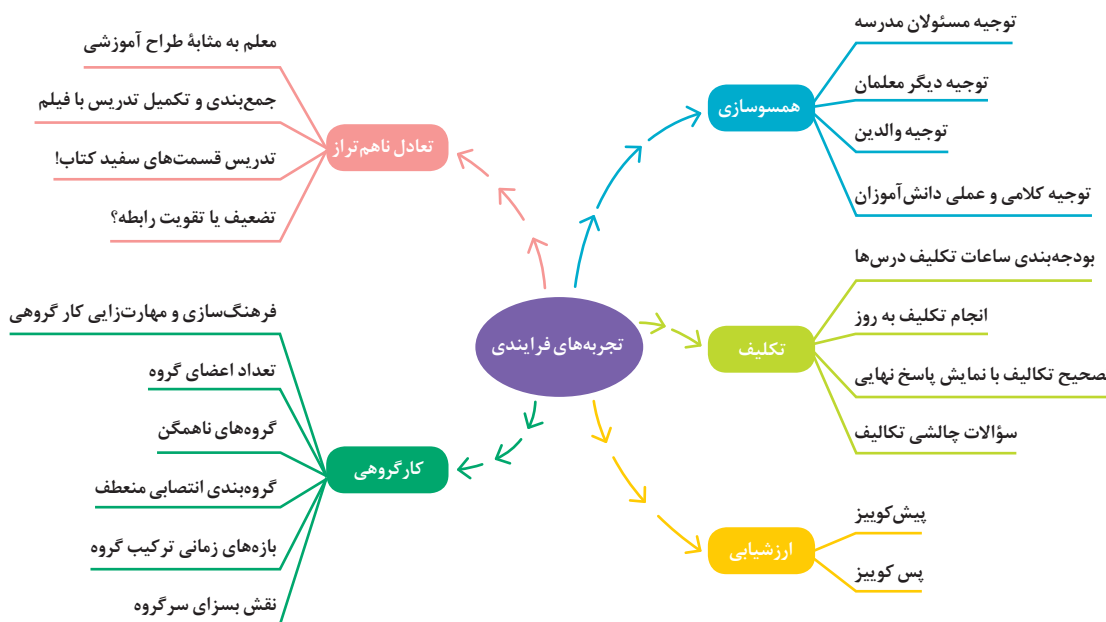 تجربه‌های فرایندی
همسوسازی
توجیه مسئولان مدرسه
توجیه دیگر معلمان
توجیه والدین
توجیه کلامی و عملی دانش‌آموزان
تکلیف
بودجه‌بندی ساعات تکلیف درس‌ها
انجام تکلیف به روز
صحیح تکالیف با نمایش پاسخ نهایی
سؤالات چالشی تکالیف
ارزشیابی
پیش‌کوییز
پس کوییز
تعادل ناهم‌تراز
معلم به مثابهٔ طراح آموزشی
جمع‌بندی و تکمیل تدریس با فیلم
تدریس قسمت‌های سفید کتاب!
تضعیف یا تقویت رابطه؟
کارگروهی
فرهنگ‌سازی و مهارت‌زایی کار گروهی
تعداد اعضای گروه
گروه‌های ناهمگن
گروه‌بندی انتصابی منعطف
بازه‌های زمانی ترکیب گروه
نقش بسزای سرگروه